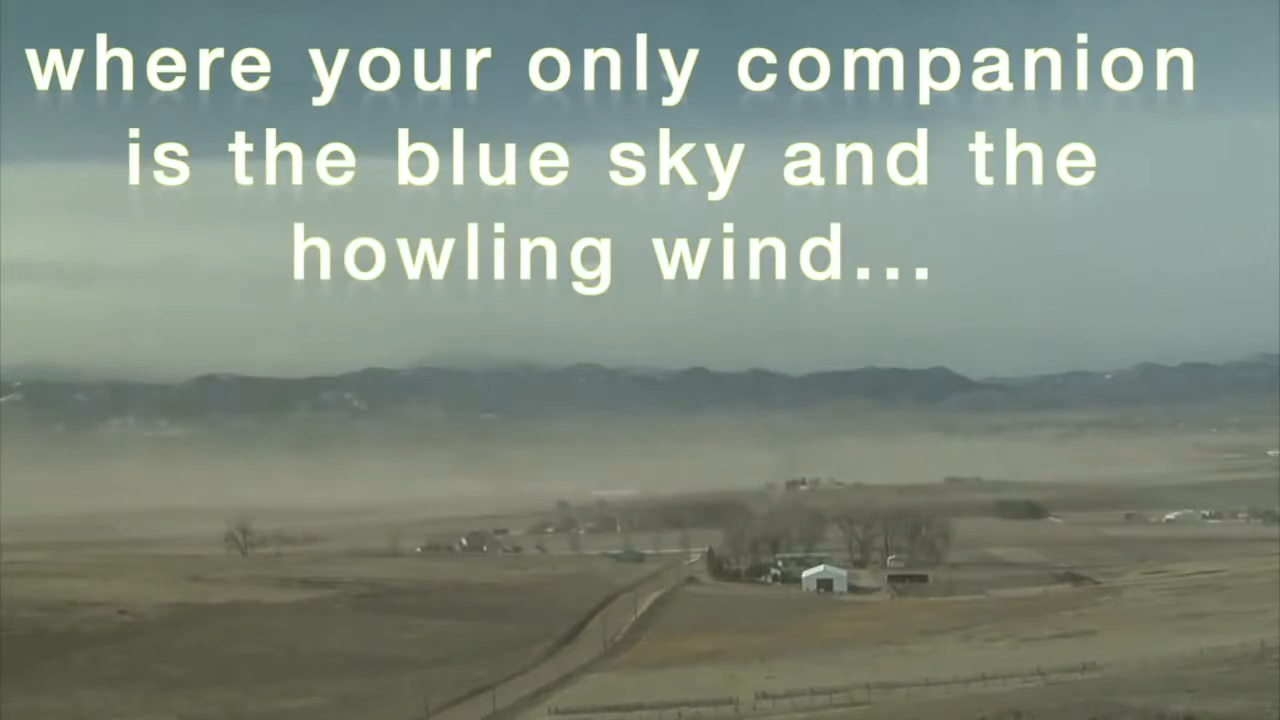 where your only companion
is the blue sky and the
howling wind...